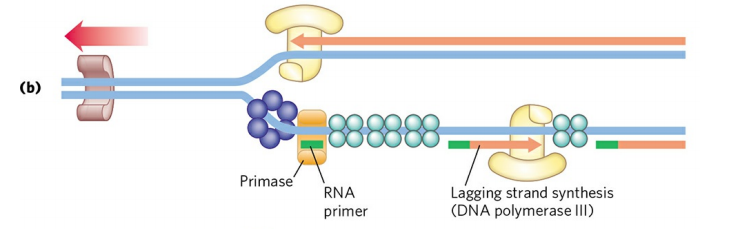 (b)
Primase
RNA
primer
Lagging strand synthesis
(DNA polymerase III)